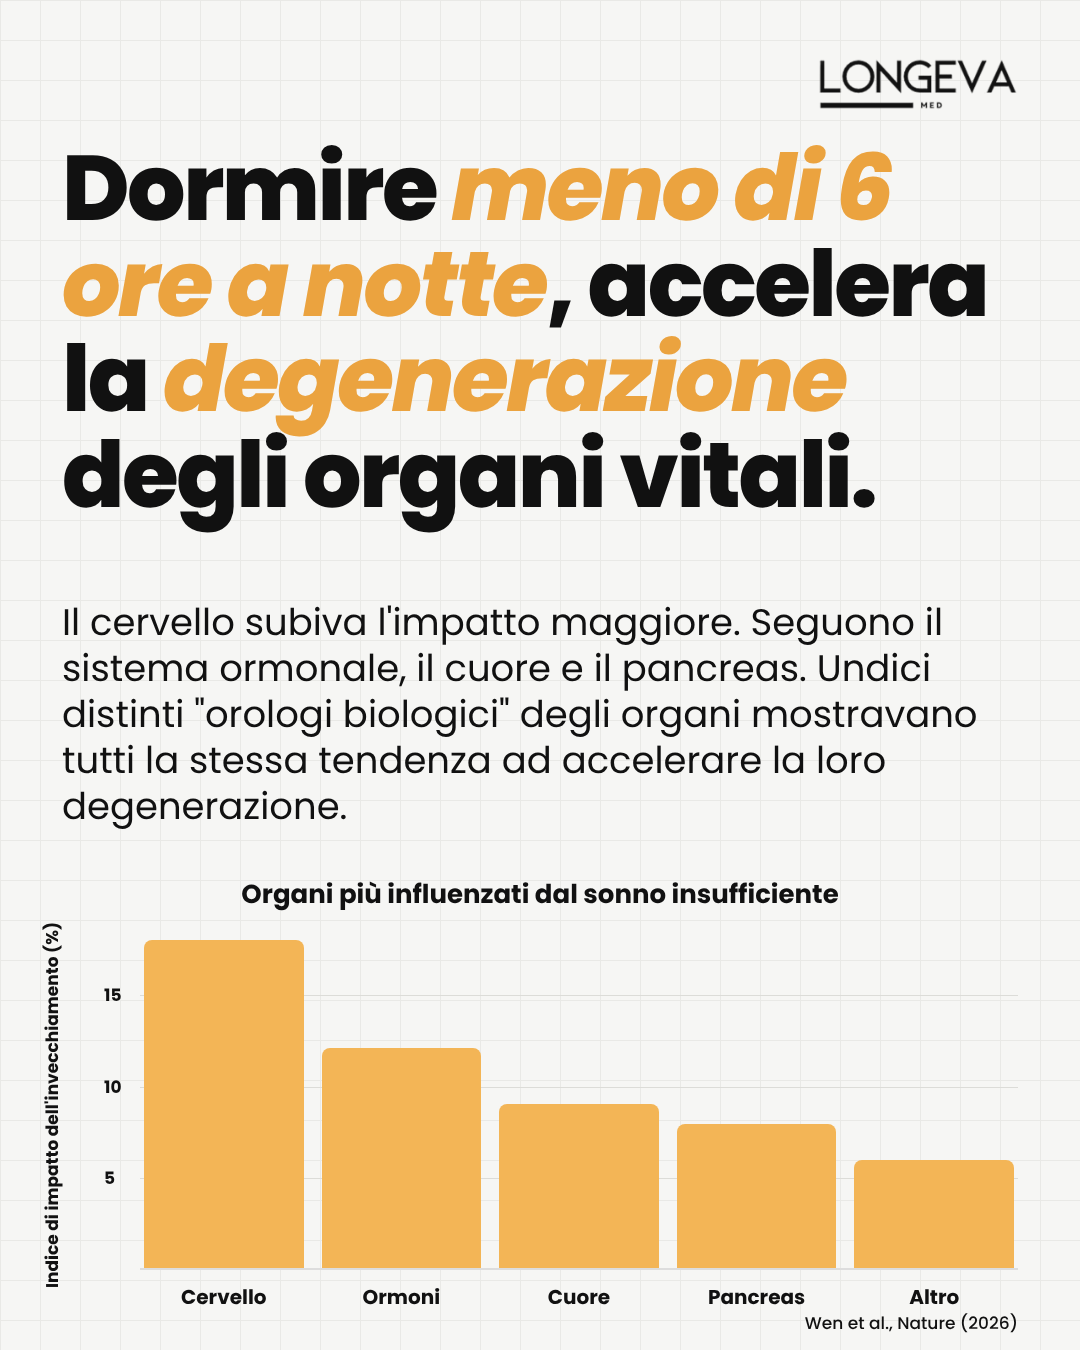 LONGEVA
MED
Dormire meno di 6
ore a notte, accelera
la degenerazione
degli organi vitali.
Il cervello subiva l'impatto maggiore. Seguono il
sistema ormonale, il cuore e il pancreas. Undici
distinti "orologi biologici" degli organi mostravano
tutti la stessa tendenza ad accelerare la loro
degenerazione.
Organi più influenzati dal sonno insufficiente
Indice di impatto dell'invecchiamento (%)
15
10
5
Cervello Ormoni Cuore Pancreas Altro
Wen et al., Nature (2026)